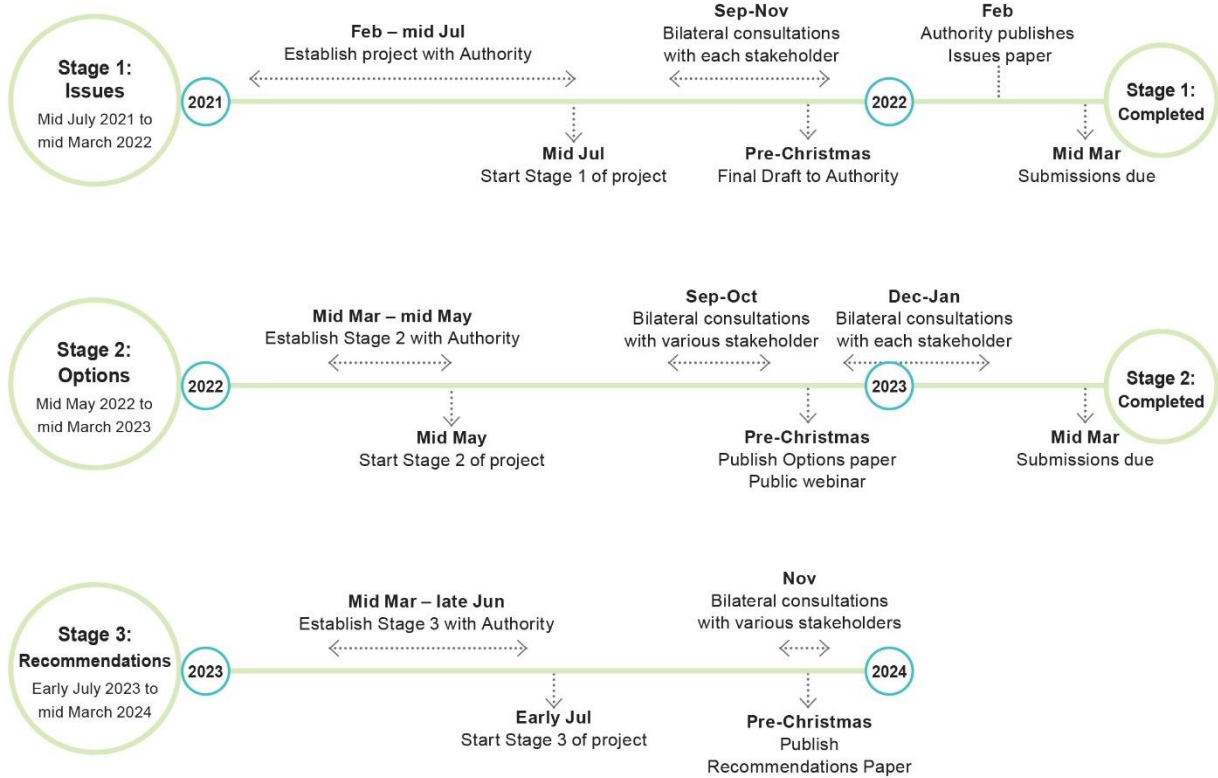 Stage 1:
Issues
Mid July 2021 to
mid March 2022
2021
Feb – mid Jul
Establish project with Authority
Mid Jul
Start Stage 1 of project
Sep-Nov
Bilateral consultations
with each stakeholder
Pre-Christmas
Final Draft to Authority
2022
Feb
Authority publishes
Issues paper
Mid Mar
Submissions due
Stage 1:
Completed
Stage 2:
Options
Mid May 2022 to
mid March 2023
2022
Mid Mar – mid May
Establish Stage 2 with Authority
Mid May
Start Stage 2 of project
Sep-Oct
Bilateral consultations
with various stakeholder
Pre-Christmas
Publish Options paper
Public webinar
Dec-Jan
Bilateral consultations
with each stakeholder
2023
Mid Mar
Submissions due
Stage 2:
Completed
Stage 3:
Recommendations
Early July 2023 to
mid March 2024
2023
Mid Mar – late Jun
Establish Stage 3 with Authority
Early Jul
Start Stage 3 of project
Nov
Bilateral consultations
with various stakeholders
Pre-Christmas
Publish
Recommendations Paper
2024